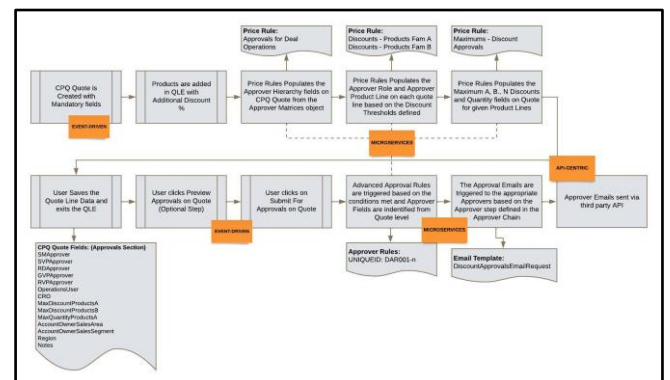 Price Rule:
Approvals for Deal
Operations
Price Rule:
Discounts - Products Fam A
Discounts - Products Fam B
Price Rule:
Maximums - Discount
Approvals
CPQ Quote is
Created with
Mandatory fields
Products are added
in QLE with
Additional Discount
%
Price Rules Populates the
Approver Hierarchy fields on
CPQ Quote from the
Approver Matrices object
Price Rules Populates the
Approver Role and Approver
Product Line on each quote
line based on the Discount
Thresholds defined
Price Rules Populates the
Maximum A, B., N Discounts
and Quantity fields on Quote
for given Product Lines
EVENT-DRIVEN
MICROSERVICES
API-CENTRIC
User Saves the
Quote Line Data and
exits the QLE
User clicks Preview
Approvals on Quote
(Optional Step)
User clicks on
Submit For
Approvals on Quote
Advanced Approval Rules
are triggered based on the
conditions met and Approver
Fields are Identified from
Quote level
The Approval Emails are
triggered to the appropriate
Approvers based on the
Approver step defined in the
Approver Chain
Approver Emails sent via
third party API
EVENT-DRIVEN
MICROSERVICES
CPQ Quote Fields: (Approvals Section)
SMApprover
SVPApprover
RDApprover
GVPApprover
RVPApprover
OperationsUser
CRO
MaxDiscountProductsA
MaxDiscountProductsB
MaxQuantityProductsA
AccountOwnerSalesArea
AccountOwnerSalesSegment
Region
Notes
Approver Rules:
UNIQUEID: DAR001-n
Email Template:
DiscountApprovalsEmailRequest